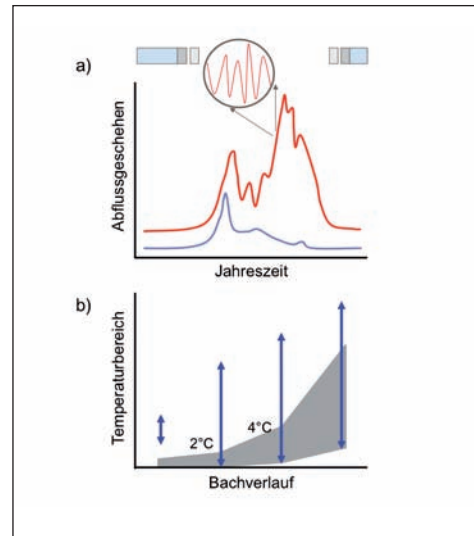 a)
Abflussgeschehen
Jahreszeit
b)
Temperaturbereich
2°C
4°C
Bachverlauf